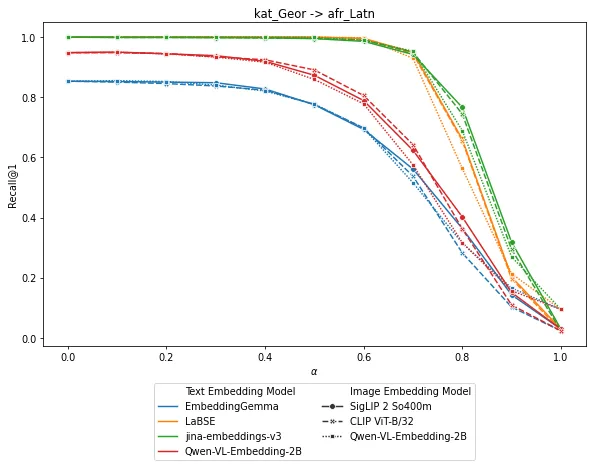 kat_Geor -> afr_Latn
1.0
0.8
0.6
0.4
0.2
0.0
Recall@1
0.0 0.2 0.4 0.6 0.8 1.0
α
Text Embedding Model Image Embedding Model
EmbeddingGemma SigLIP 2 So400m
LaBSE CLIP ViT-B/32
jina-embeddings-v3 Qwen-VL-Embedding-2B
Qwen-VL-Embedding-2B